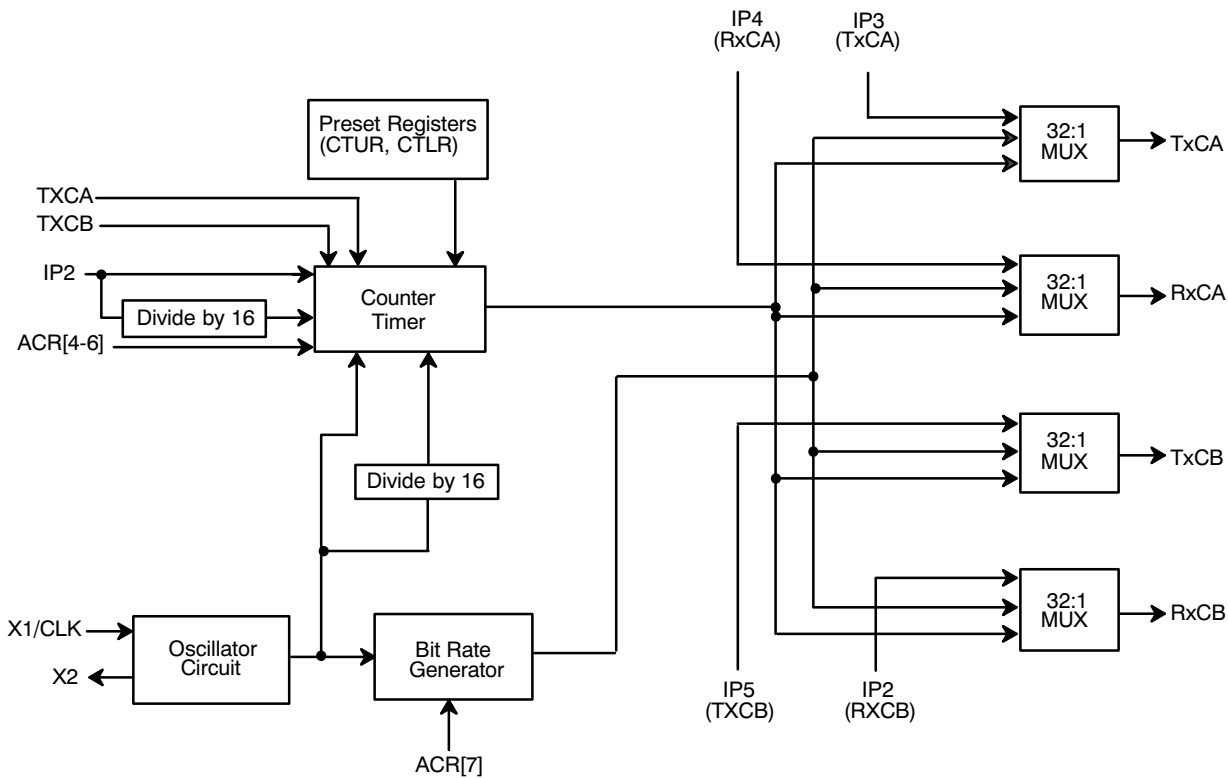 IP4
(RxCA)
IP3
(TxCA)
Preset Registers
(CTUR, CTLR)
32:1
MUX
TxCA
TXCA
TXCB
IP2
Counter
Timer
Divide by 16
ACR[4-6]
32:1
MUX
RxCA
Divide by 16
32:1
MUX
TxCB
X1/CLK
X2
Oscillator
Circuit
Bit Rate
Generator
ACR[7]
32:1
MUX
RxCB
IP5
(TXCB)
IP2
(RXCB)